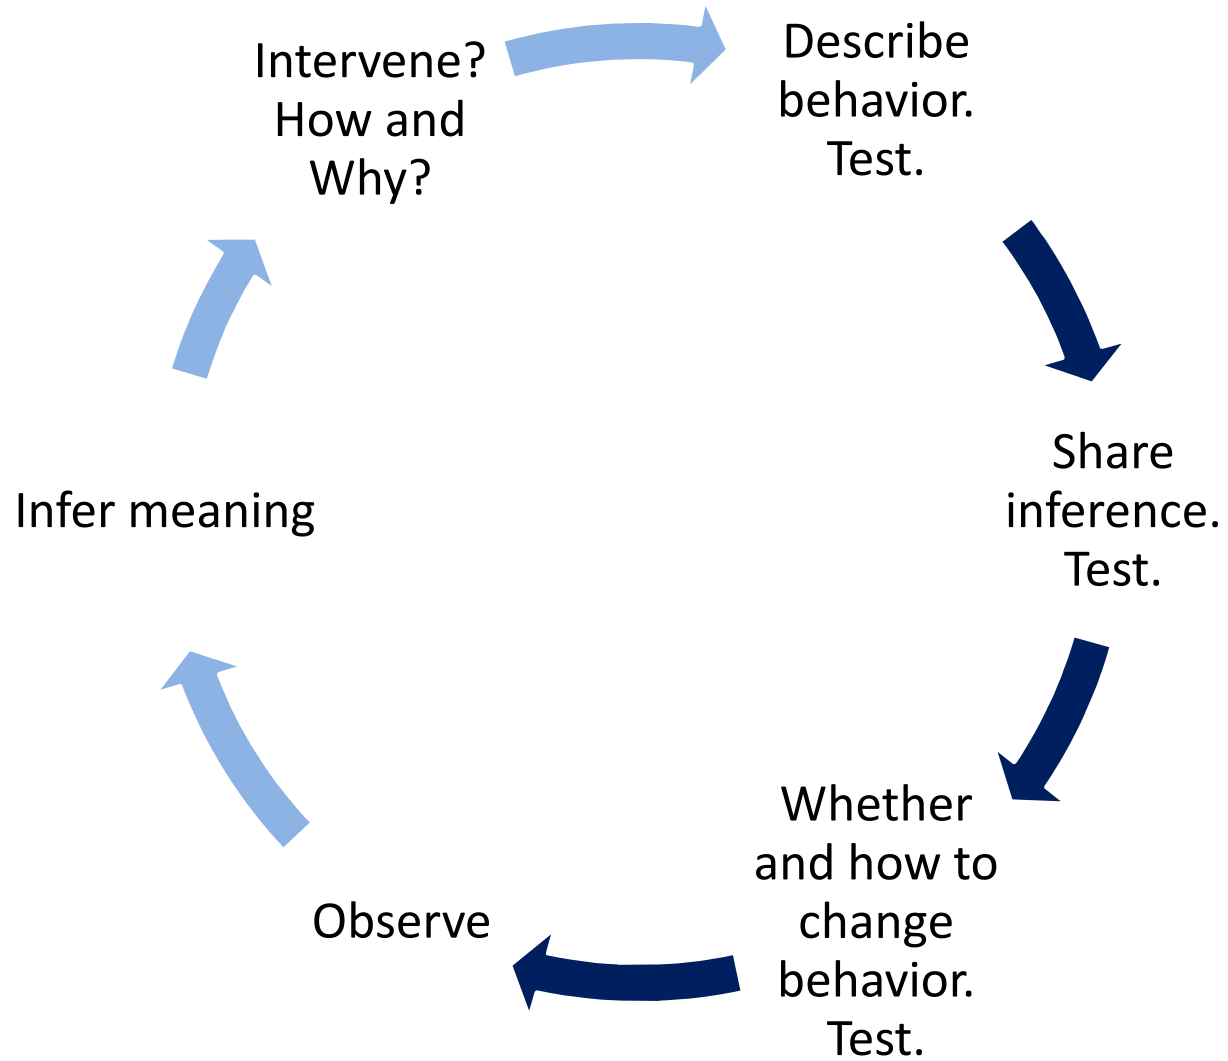 Intervene?
How and
Why?
Describe
behavior.
Test.
Share
inference.
Test.
Whether
and how to
change
behavior.
Test.
Observe
Infer meaning